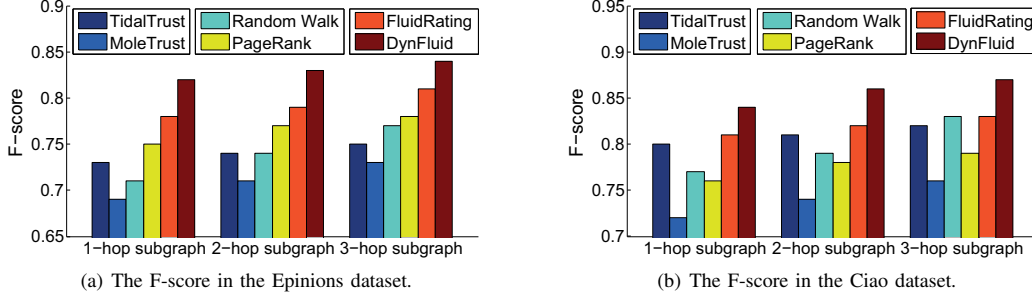 0.9
0.85
0.8
0.75
0.7
0.65
F-score
TidalTrust
MoleTrust
Random Walk
PageRank
FluidRating
DynFluid
1-hop subgraph 2-hop subgraph 3-hop subgraph
(a) The F-score in the Epinions dataset.
0.95
0.9
0.85
0.8
0.75
0.7
F-score
TidalTrust
MoleTrust
Random Walk
PageRank
FluidRating
DynFluid
1-hop subgraph 2-hop subgraph 3-hop subgraph
(b) The F-score in the Ciao dataset.